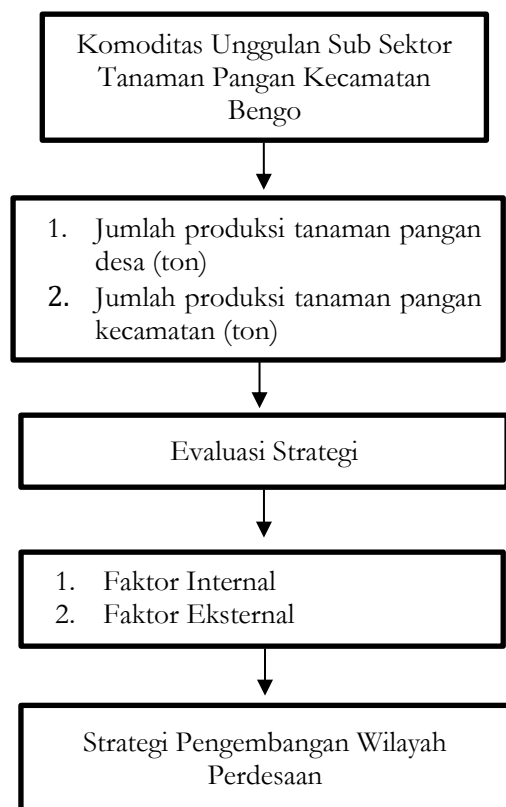 Komoditas Unggulan Sub Sektor
Tanaman Pangan Kecamatan
Bengo
1. Jumlah produksi tanaman pangan
desa (ton)
2. Jumlah produksi tanaman pangan
kecamatan (ton)
Evaluasi Strategi
1. Faktor Internal
2. Faktor Eksternal
Strategi Pengembangan Wilayah
Perdesaan